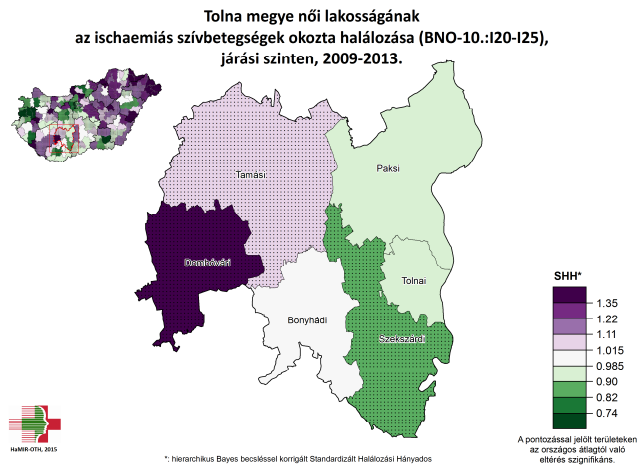 Tolna megye női lakosságának
az ischaemiás szívbetegségek okozta halálozása (BNO-10.:I20-I25),
járási szinten, 2009-2013.
Paksi
Tamási
Dombóvári
Tolnai
Bonyhádi
Szekszárdi
SHH*
1.35
1.22
1.11
1.015
0.985
0.90
0.82
0.74
A pontozással jelölt területeken
az országos átlagtól való
eltérés szignifikáns.
HaMIR-OTH, 2015
*: hierarchikus Bayes becsléssel korrigált Standardizált Halálozási Hányados